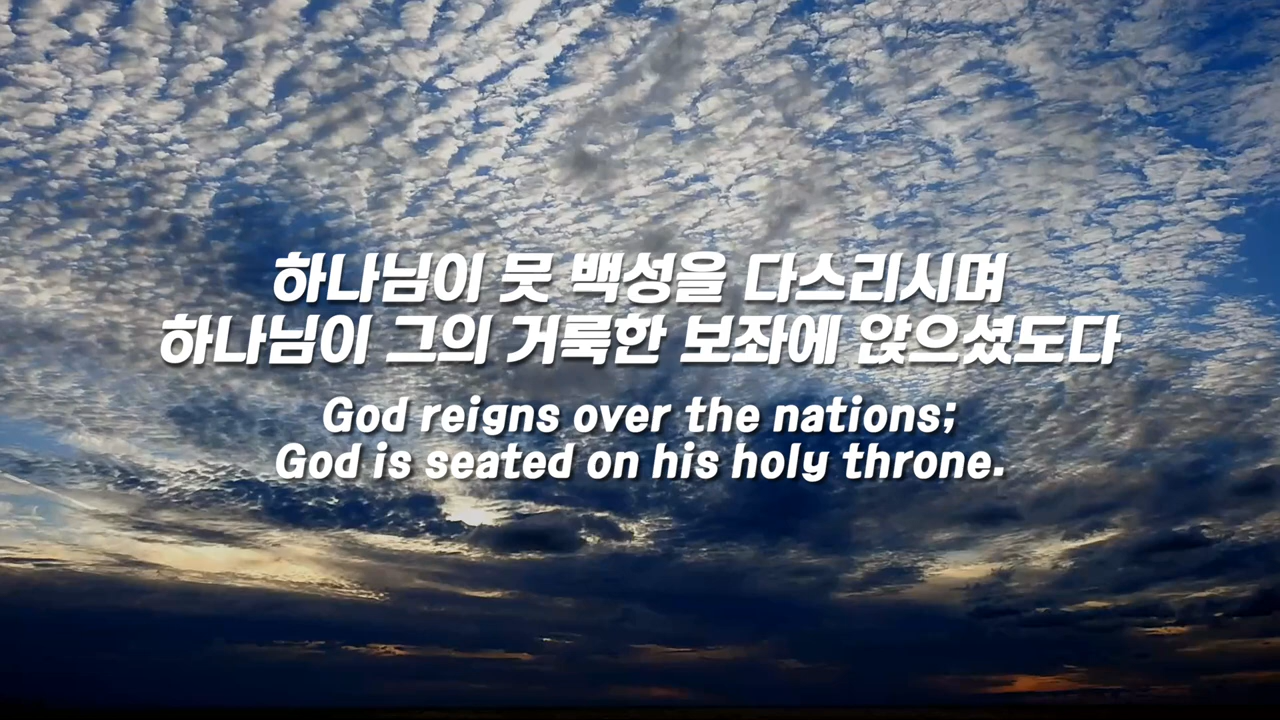 하나님이 뭇 백성을 다스리시며
하나님이 그의 거룩한 보좌에 앉으셨도다
God reigns over the nations;
God is seated on his holy throne.